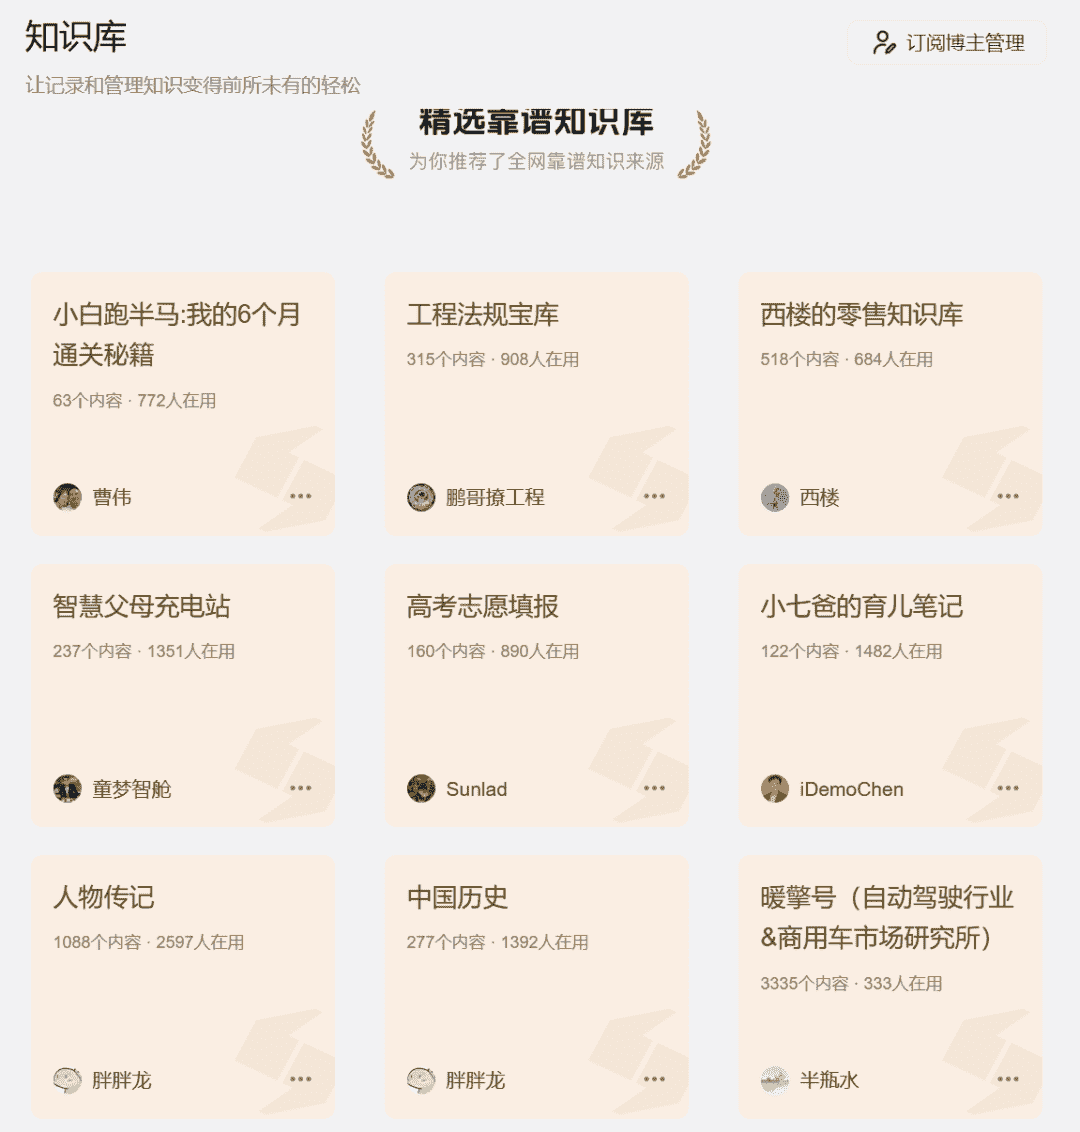 知识库
订阅博主管理
让记录和管理知识变得前所未有的轻松
精选靠谱知识库
为你推荐了全网靠谱知识来源
小白跑半马:我的6个月
通关秘籍
63个内容 · 772人在用
曹伟
工程法规宝库
315个内容 · 908人在用
鹏哥撩工程
西楼的零售知识库
518个内容 · 684人在用
西楼
智慧父母充电站
237个内容 · 1351人在用
童梦智舱
高考志愿填报
160个内容 · 890人在用
Sunlad
小七爸的育儿笔记
122个内容 · 1482人在用
iDemoChen
人物传记
1088个内容 · 2597人在用
胖胖龙
中国历史
277个内容 · 1392人在用
胖胖龙
暖擎号（自动驾驶行业
&商用车市场研究所）
3335个内容 · 333人在用
半瓶水